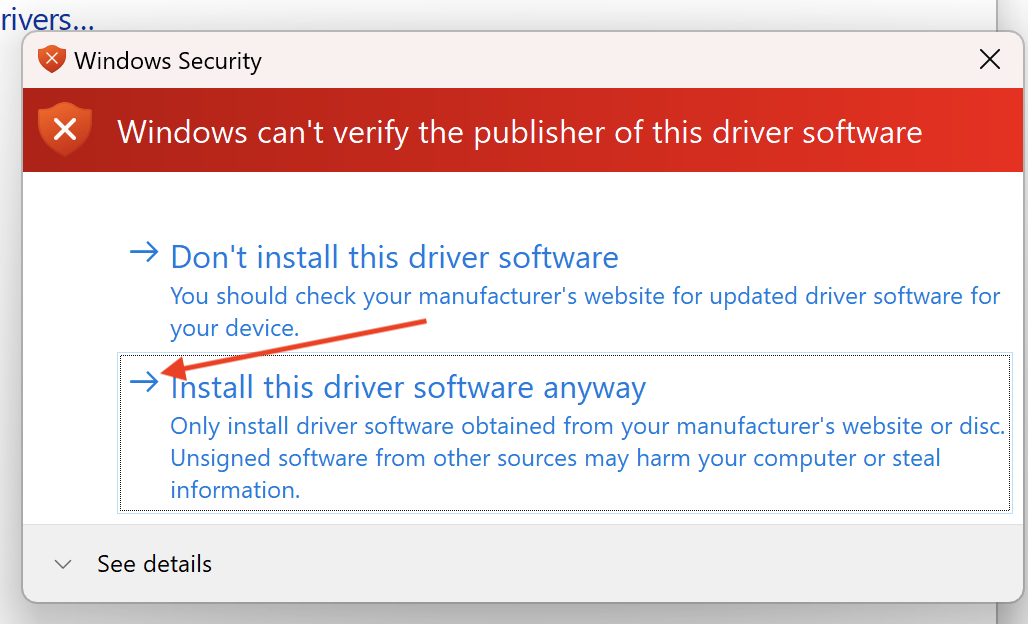 rivers...
Windows Security
Windows can't verify the publisher of this driver software
Don't install this driver software
You should check your manufacturer's website for updated driver software for
your device.
Install this driver software anyway
Only install driver software obtained from your manufacturer's website or disc.
Unsigned software from other sources may harm your computer or steal
information.
See details